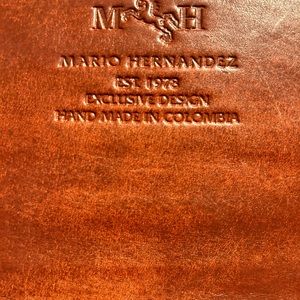 M H
MARIO HERNANDEZ
EST. 1978
EXCLUSIVE DESIGN
HAND MADE IN COLOMBIA